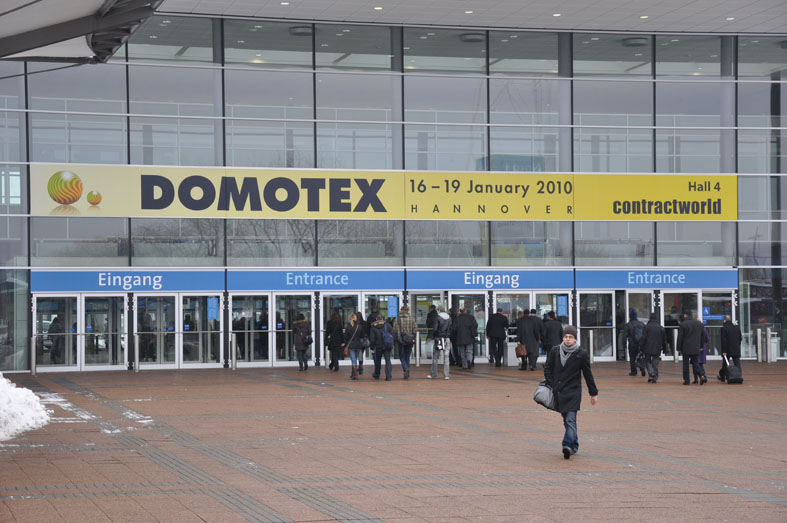 DOMOTEX
16 – 19 January 2010
HANNOVER
Hall 4
contractworld
Eingang
Entrance
Eingang
Entrance